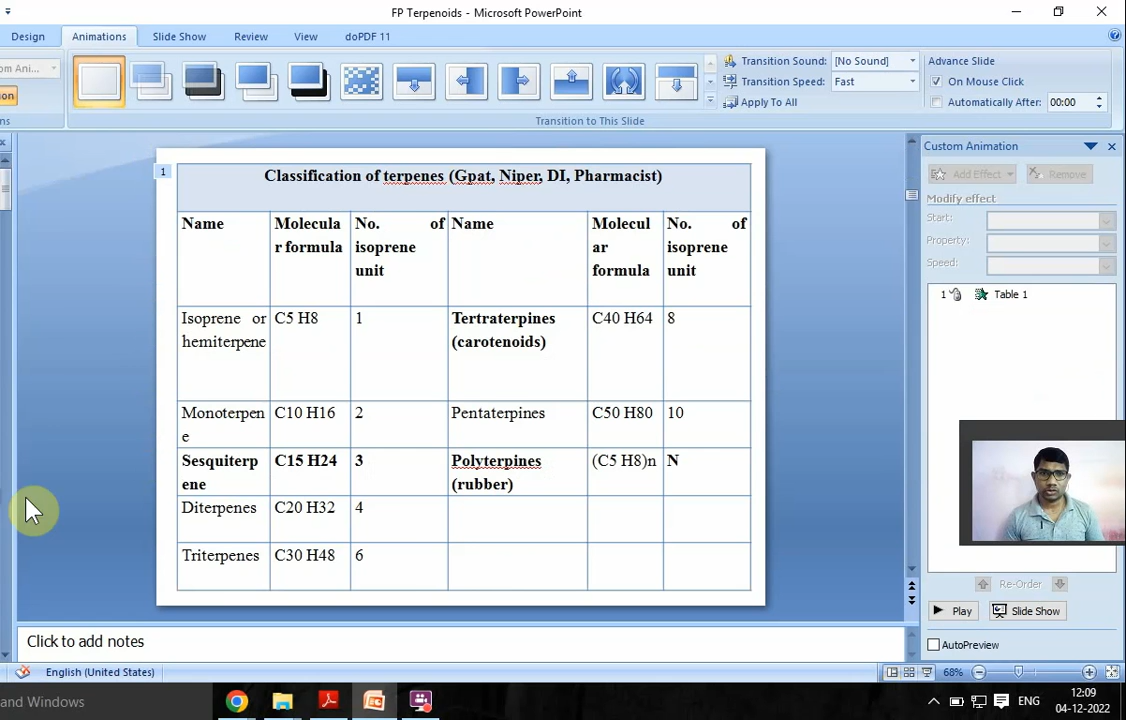 FP Terpenoids - Microsoft PowerPoint
Design Animations Slide Show Review View doPDF 11
om Ani...
on
ns
Transition Sound: [No Sound]
Transition Speed: Fast
Apply To All
Advance Slide
On Mouse Click
Automatically After: 00:00
Transition to This Slide
1
Classification of terpenes (Gpat, Niper, DI, Pharmacist)
Name
Molecula
r formula
No. of
isoprene
unit
Name
Molecul
ar
formula
No. of
isoprene
unit
Isoprene or
hemiterpene
C5 H8
1
Tertraterpines
(carotenoids)
C40 H64
8
Monoterpen
e
C10 H16
2
Pentaterpines
C50 H80
10
Sesquiterp
ene
C15 H24
3
Polyterpines
(rubber)
(C5 H8)n
N
Diterpenes
C20 H32
4
Triterpenes
C30 H48
6
Custom Animation
Add Effect
Remove
Modify effect
Start:
Property:
Speed:
1 Table 1
Re-Order
Play Slide Show
AutoPreview
Click to add notes
English (United States)
68%
and Windows
ENG
12:09
04-12-2022